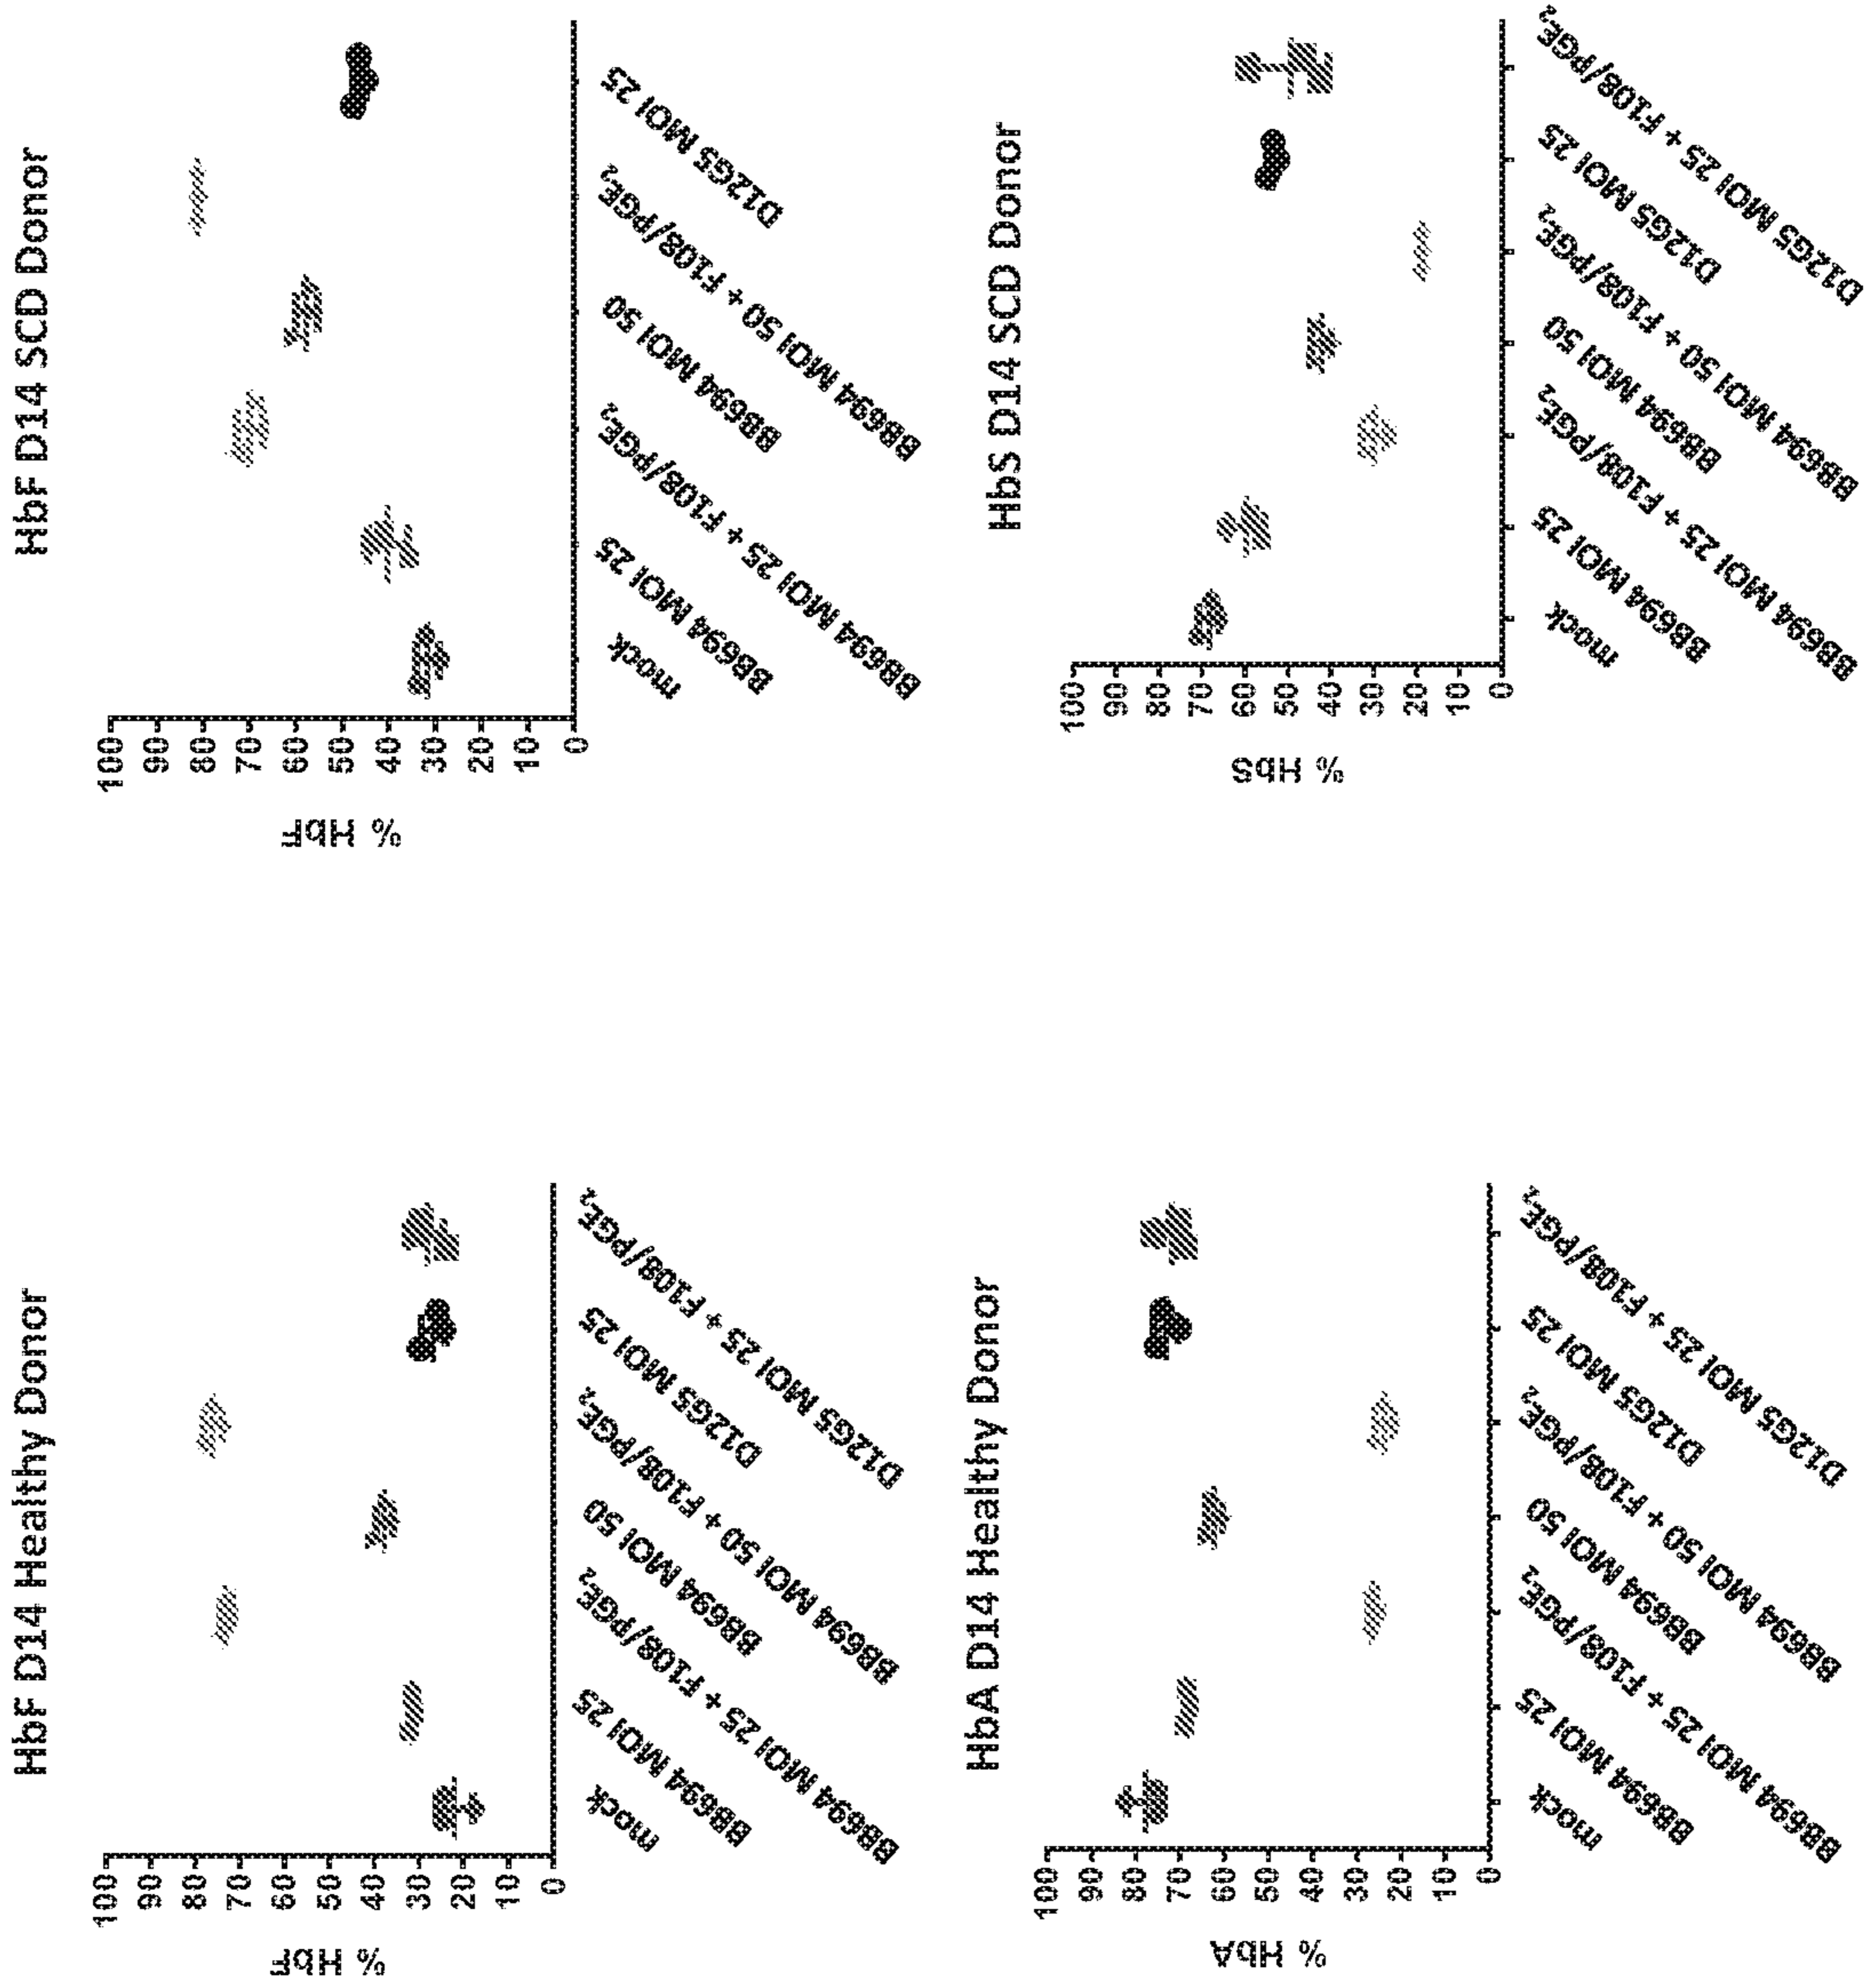 HbF D14 Healthy Donor
% HbF
100
90
80
70
60
50
40
30
20
10
0
mock
BB694 MOI 25
BB694 MOI 25 + F108/PGE₂
BB694 MOI 50
BB694 MOI 50 + F108/PGE₂
D12G5 MOI 25
D12G5 MOI 25 + F108/PGE₂
HbF D14 SCD Donor
% HbF
100
90
80
70
60
50
40
30
20
10
0
mock
BB694 MOI 25
BB694 MOI 25 + F108/PGE₂
BB694 MOI 50
BB694 MOI 50 + F108/PGE₂
D12G5 MOI 25
HbA D14 Healthy Donor
% HbA
100
90
80
70
60
50
40
30
20
10
0
mock
BB694 MOI 25
BB694 MOI 25 + F108/PGE₂
BB694 MOI 50
BB694 MOI 50 + F108/PGE₂
D12G5 MOI 25
D12G5 MOI 25 + F108/PGE₂
HbS D14 SCD Donor
% HbS
100
90
80
70
60
50
40
30
20
10
0
mock
BB694 MOI 25
BB694 MOI 25 + F108/PGE₂
BB694 MOI 50
BB694 MOI 50 + F108/PGE₂
D12G5 MOI 25
D12G5 MOI 25 + F108/PGE₂